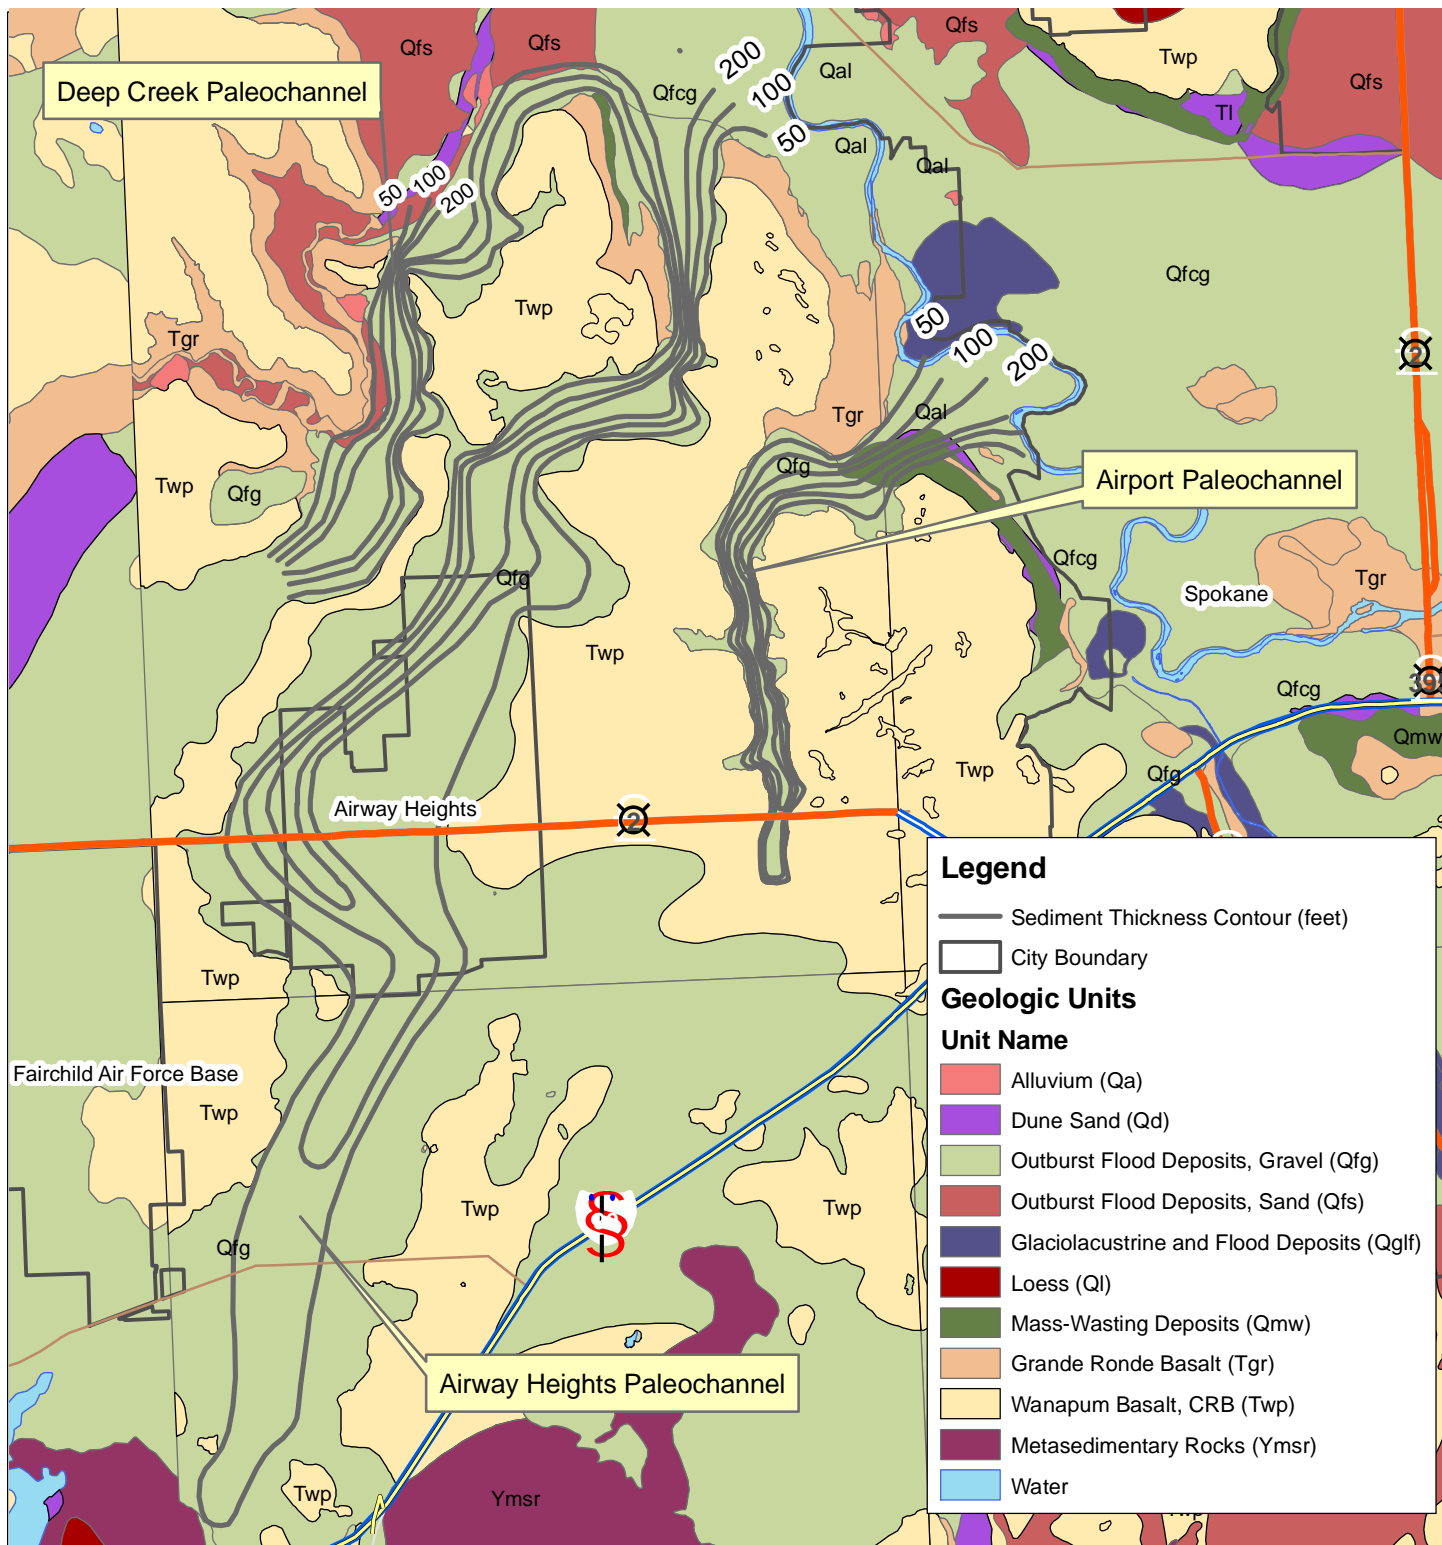 Qfs
Qfs
Qfs
Twp
Qfs
Deep Creek Paleochannel
200
100
50
Qfcg
Qal
Qal
Qal
Tl
50
100
200
Qfcg
Twp
50
100
200
Tgr
2
Tgr
Qal
Twp
Qfg
Qfg
Airport Paleochannel
Qfcg
Qfg
Tgr
Spokane
Twp
Qfcg
Qmw
Twp
Qfg
Airway Heights
2
Twp
Fairchild Air Force Base
Twp
Twp
Twp
Qfg
Airway Heights Paleochannel
Twp
Ymsr
Legend
Sediment Thickness Contour (feet)
City Boundary
Geologic Units
Unit Name
Alluvium (Qa)
Dune Sand (Qd)
Outburst Flood Deposits, Gravel (Qfg)
Outburst Flood Deposits, Sand (Qfs)
Glaciolacustrine and Flood Deposits (Qglf)
Loess (Ql)
Mass-Wasting Deposits (Qmw)
Grande Ronde Basalt (Tgr)
Wanapum Basalt, CRB (Twp)
Metasedimentary Rocks (Ymsr)
Water